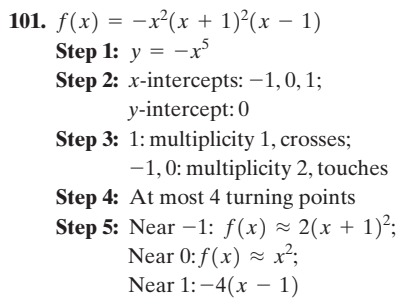 101. f(x) = −x²(x + 1)²(x − 1)
Step 1: y = −x⁵
Step 2: x-intercepts: −1, 0, 1;
y-intercept: 0
Step 3: 1: multiplicity 1, crosses;
−1, 0: multiplicity 2, touches
Step 4: At most 4 turning points
Step 5: Near −1: f(x) ≈ 2(x + 1)²;
Near 0: f(x) ≈ x²;
Near 1: −4(x − 1)